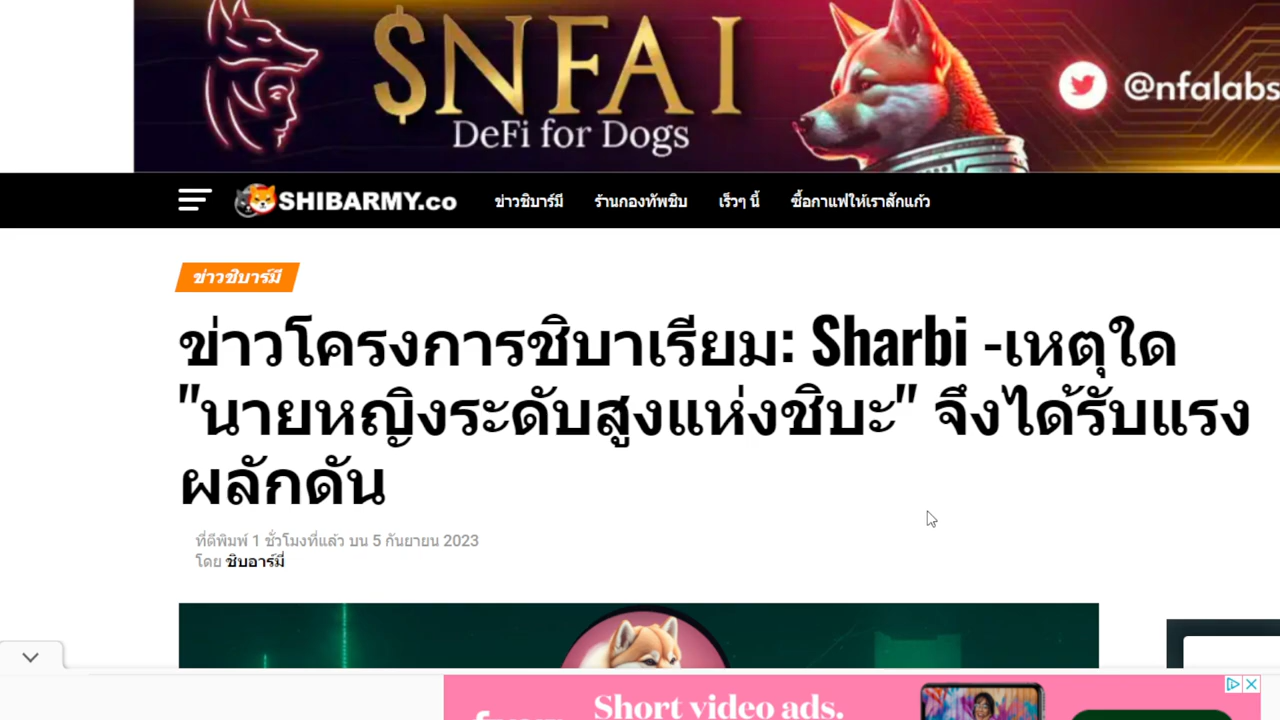 $NFAI
DeFi for Dogs
@nfalabs
SHIBARMY.co
ข่าวชิบาร์มี
ร้านกองทัพชิบ
เร็วๆ นี้
ซื้อกาแฟให้เราสักแก้ว
ข่าวชิบาร์มี
ข่าวโครงการชิบาเรียม: Sharbi -เหตุใด
"นายหญิงระดับสูงแห่งชิบะ" จึงได้รับแรง
ผลักดัน
ที่ตีพิมพ์ 1 ชั่วโมงที่แล้ว บน 5 กันยายน 2023
โดย ชิบอาร์มี่
Short video ads.